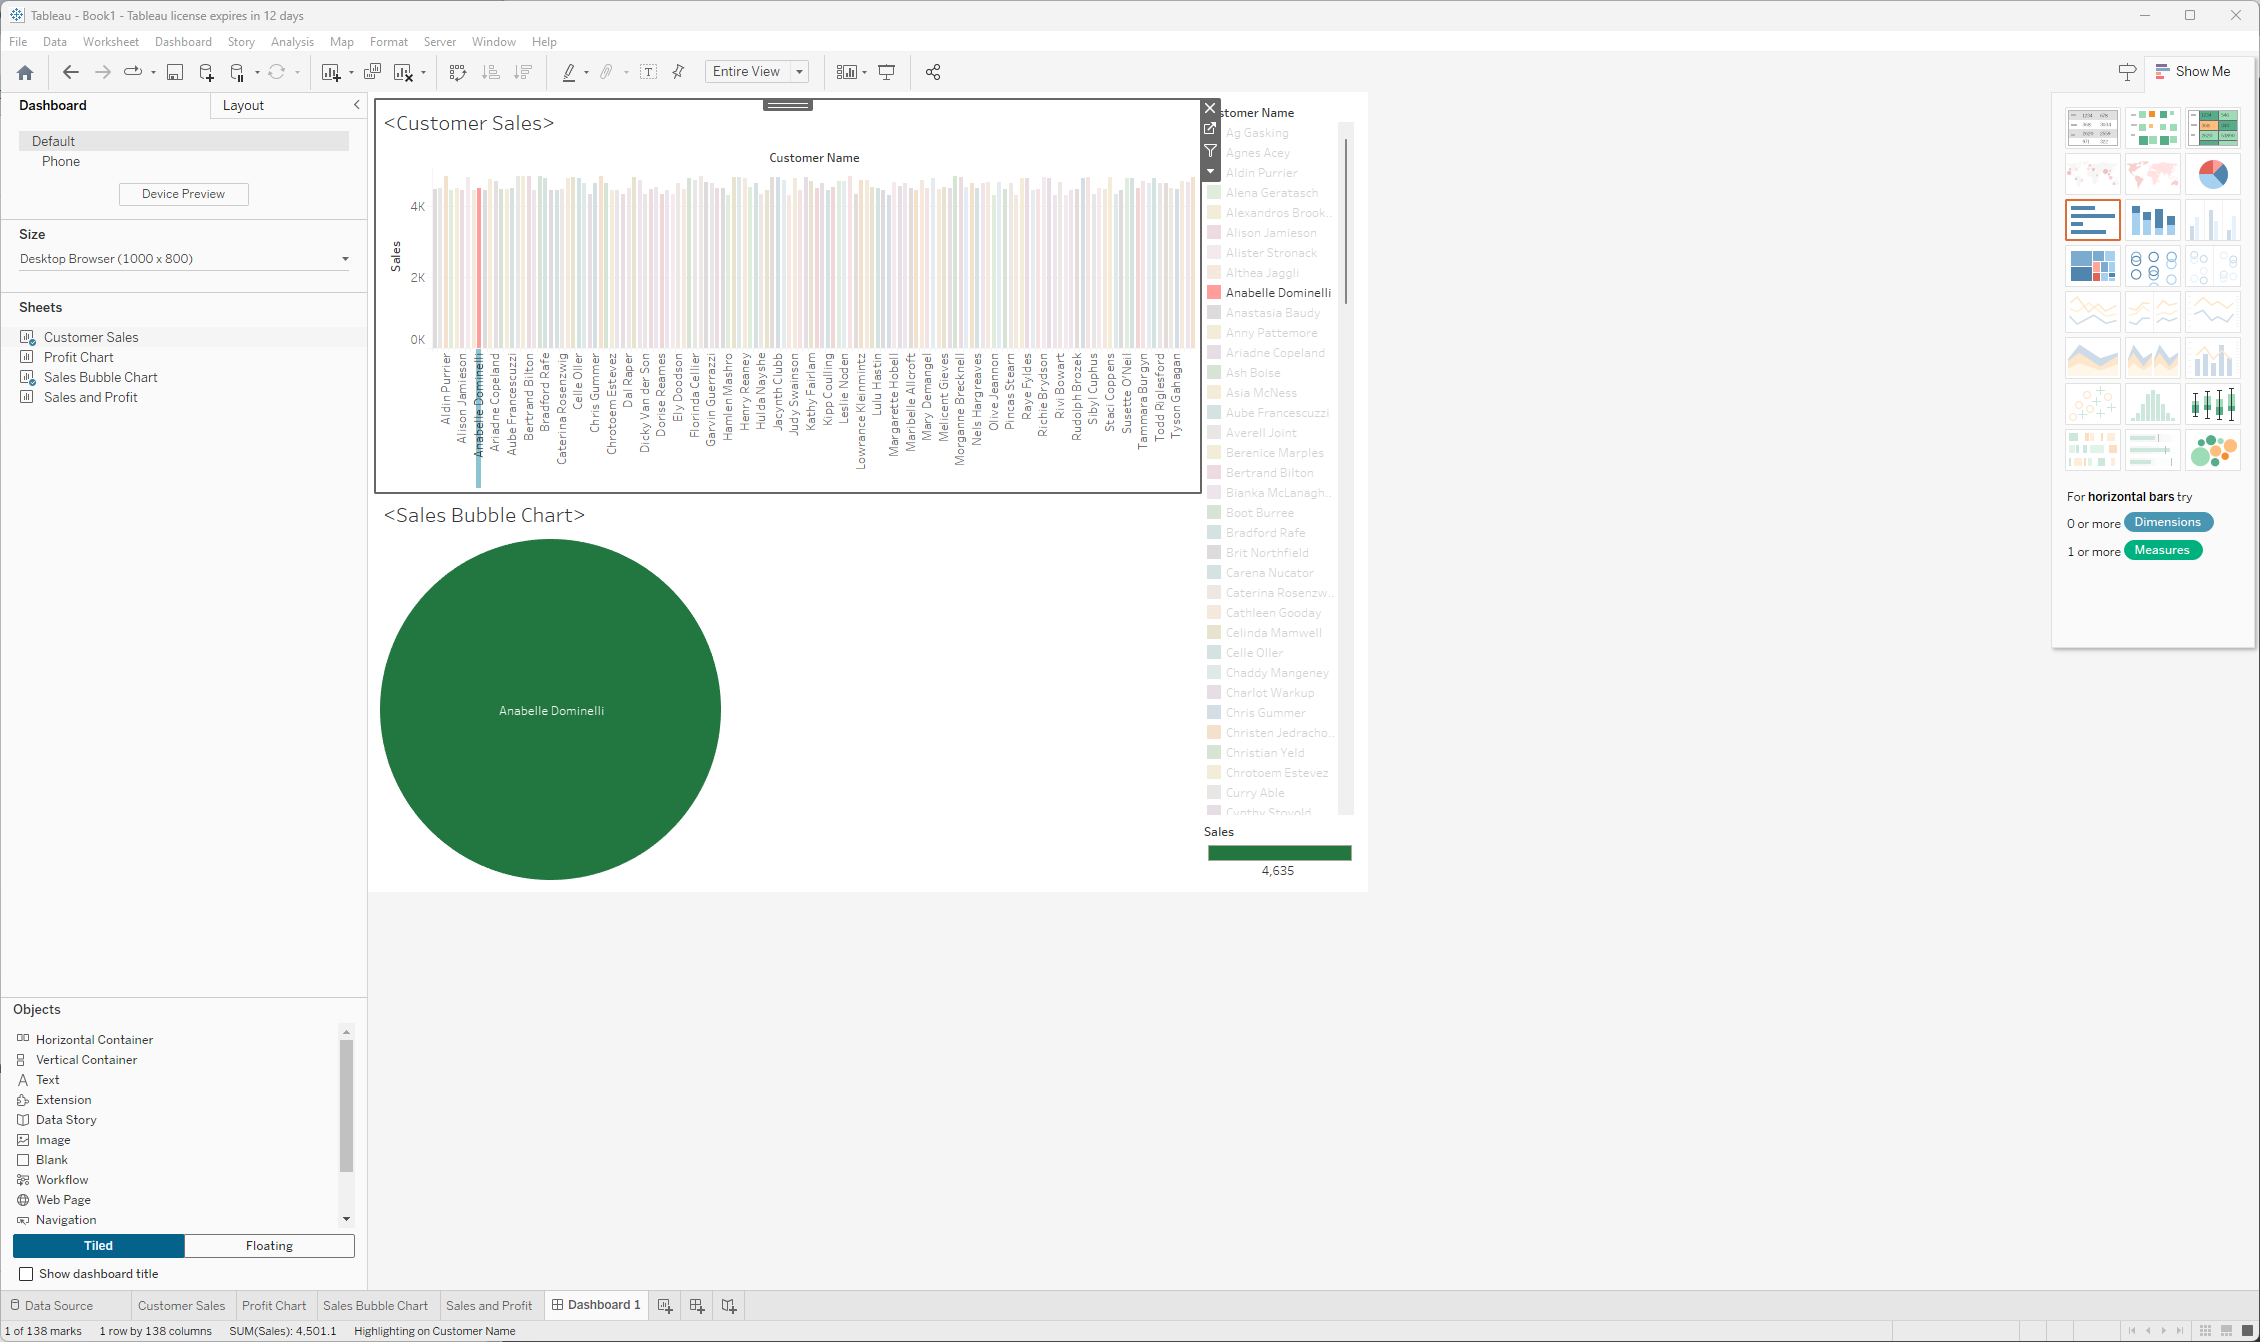 Tableau - Book1 - Tableau license expires in 12 days
File Data Worksheet Dashboard Story Analysis Map Format Server Window Help
Entire View
Show Me
Dashboard
Layout
Default
Phone
Device Preview
Size
Desktop Browser (1000 x 800)
Sheets
Customer Sales
Profit Chart
Sales Bubble Chart
Sales and Profit
Objects
Horizontal Container
Vertical Container
Text
Extension
Data Story
Image
Blank
Workflow
Web Page
Navigation
Tiled
Floating
Show dashboard title
<Customer Sales>
Customer Name
Sales
4K
2K
0K
Aldin Purrier
Alison Jamieson
Anabelle Dominelli
Ariadne Copeland
Aube Francescuzzi
Bertrand Bilton
Bradford Rafe
Caterina Rosenzwig
Celle Oller
Chris Gummer
Chrotoem Estevez
Dal Raper
Dicky Van der Son
Dorise Reames
Ely Doodson
Florinda Cellier
Garvin Guerrazzi
Hamlen Mashro
Henry Reaney
Hulda Nayshe
Jacynth Clubb
Judy Swainson
Kathy Fairlam
Kipp Coulling
Leslie Noden
Lowrance Kleinmintz
Lulu Hastin
Margarette Hobell
Maribelle Allcroft
Mary Demangel
Melicent Gieves
Morganne Brecknell
Nels Hargreaves
Olive Jeannon
Pincas Stearn
Raye Fyldes
Richie Brydson
Rivi Bowart
Rudolph Brozek
Sibyl Cuphus
Staci Coppens
Susette O'Neil
Tammara Burgyn
Todd Riglesford
Tyson Gahagan
<Sales Bubble Chart>
Anabelle Dominelli
stomer Name
Ag Gasking
Agnes Acey
Aldin Purrier
Alena Geratasch
Alexandros Brook..
Alison Jamieson
Alister Stronack
Althea Jaggli
Anabelle Dominelli
Anastasia Baudy
Anny Pattemore
Ariadne Copeland
Ash Boise
Asia McNess
Aube Francescuzzi
Averell Joint
Berenice Marples
Bertrand Bilton
Bianka McLanagh..
Boot Burree
Bradford Rafe
Brit Northfield
Carena Nucator
Caterina Rosenzw..
Cathleen Gooday
Celinda Mamwell
Celle Oller
Chaddy Mangeney
Charlot Warkup
Chris Gummer
Christen Jedracho..
Christian Yeld
Chrotoem Estevez
Curry Able
Cynthy Stoyold
Sales
4,635
For horizontal bars try
0 or more Dimensions
1 or more Measures
Data Source
Customer Sales
Profit Chart
Sales Bubble Chart
Sales and Profit
Dashboard 1
1 of 138 marks
1 row by 138 columns
SUM(Sales): 4,501.1
Highlighting on Customer Name